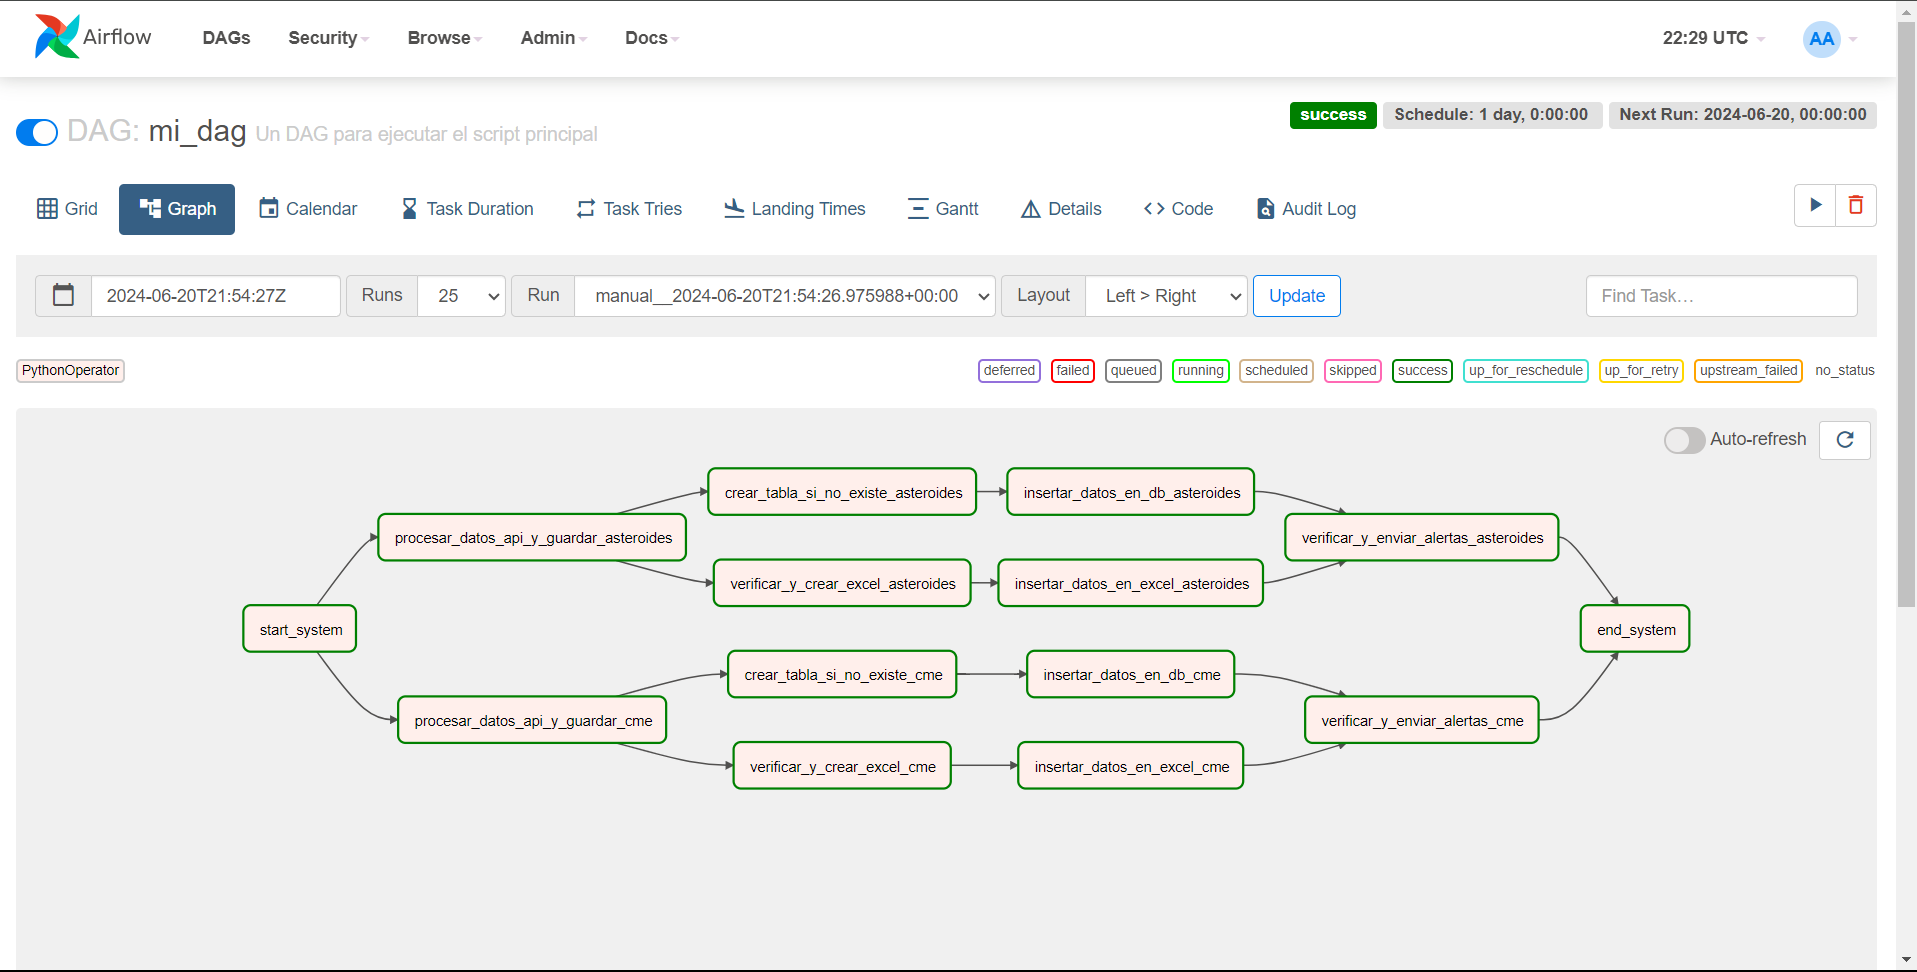 Airflow DAGs Security Browse Admin Docs 22:29 UTC AA
DAG: mi_dag Un DAG para ejecutar el script principal
success Schedule: 1 day, 0:00:00 Next Run: 2024-06-20, 00:00:00
Grid Graph Calendar Task Duration Task Tries Landing Times Gantt Details Code Audit Log
2024-06-20T21:54:27Z Runs 25 Run manual__2024-06-20T21:54:26.975988+00:00 Layout Left > Right Update Find Task…
PythonOperator deferred failed queued running scheduled skipped success up_for_reschedule up_for_retry upstream_failed no_status
Auto-refresh
crear_tabla_si_no_existe_asteroides insertar_datos_en_db_asteroides
procesar_datos_api_y_guardar_asteroides verificar_y_enviar_alertas_asteroides
verificar_y_crear_excel_asteroides insertar_datos_en_excel_asteroides
start_system end_system
crear_tabla_si_no_existe_cme insertar_datos_en_db_cme
procesar_datos_api_y_guardar_cme verificar_y_enviar_alertas_cme
verificar_y_crear_excel_cme insertar_datos_en_excel_cme